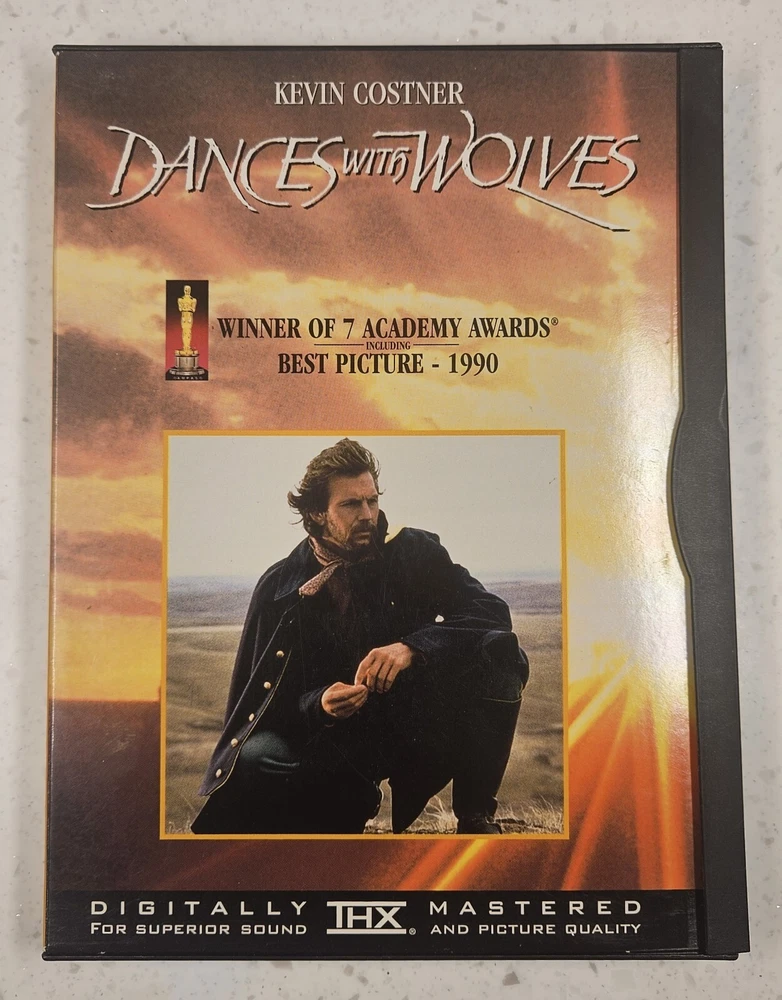 KEVIN COSTNER
DANCES WITH WOLVES
WINNER OF 7 ACADEMY AWARDS®
INCLUDING
BEST PICTURE - 1990
DIGITALLY THX® MASTERED
FOR SUPERIOR SOUND AND PICTURE QUALITY